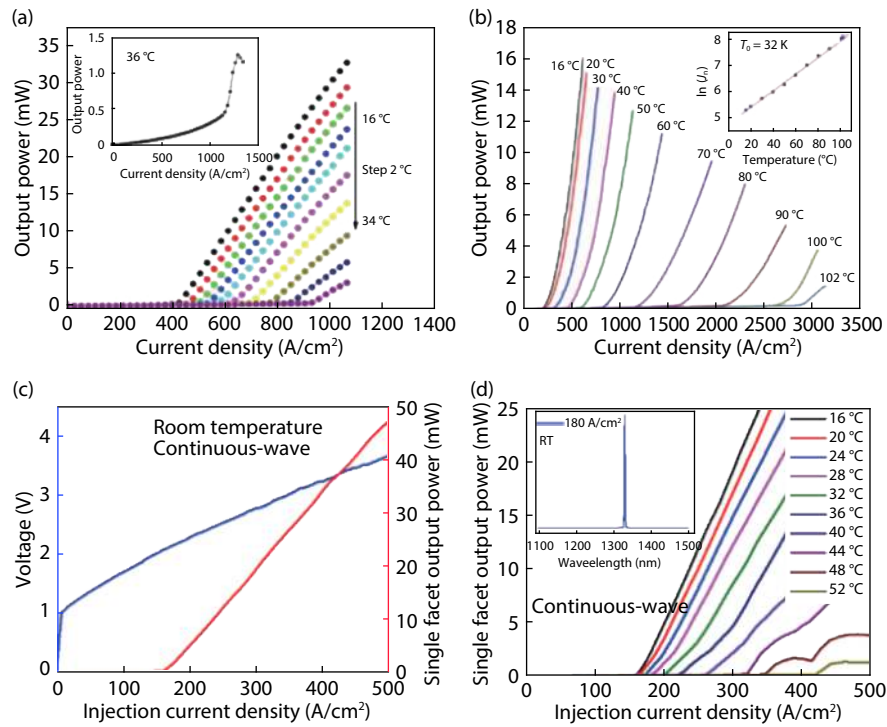 (a)
Output power (mW)
35
30
25
20
15
10
5
0
0 200 400 600 800 1000 1200 1400
Current density (A/cm²)
16 °C
Step 2 °C
34 °C
36 °C
Output power
1.5
1.0
0.5
0
0 500 1000 1500
Current density (A/cm²)
(b)
Output power (mW)
18
16
14
12
10
8
6
4
2
0
0 500 1000 1500 2000 2500 3000 3500
Current density (A/cm²)
16 °C
20 °C
30 °C
40 °C
50 °C
60 °C
70 °C
80 °C
90 °C
100 °C
102 °C
T₀ = 32 K
8
7
6
5
20 40 60 80 100
Temperature (°C)
(c)
Room temperature
Continuous-wave
Voltage (V)
4
3
2
1
0
0 100 200 300 400 500
Injection current density (A/cm²)
50
40
30
20
10
0
Single facet output power (mW)
(d)
Single facet output power (mW)
25
20
15
10
5
0
0 100 200 300 400 500
Injection current density (A/cm²)
Continuous-wave
180 A/cm²
RT
1100 1200 1300 1400 1500
Wavelength (nm)
16 °C
20 °C
24 °C
28 °C
32 °C
36 °C
40 °C
44 °C
48 °C
52 °C